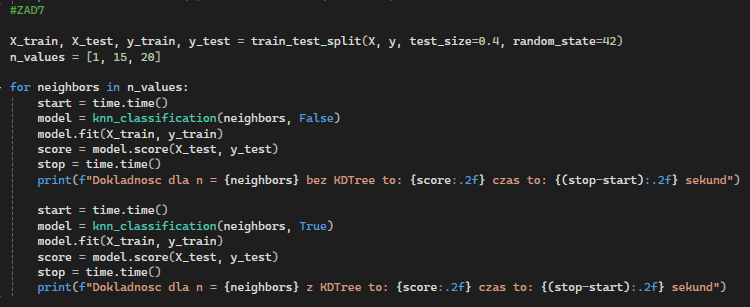 #ZAD7
X_train, X_test, y_train, y_test = train_test_split(X, y, test_size=0.4, random_state=42)
n_values = [1, 15, 20]
for neighbors in n_values:
start = time.time()
model = knn_classification(neighbors, False)
model.fit(X_train, y_train)
score = model.score(X_test, y_test)
stop = time.time()
print(f"Dokladnosc dla n = {neighbors} bez KDTree to: {score:.2f} czas to: {(stop-start):.2f} sekund")
start = time.time()
model = knn_classification(neighbors, True)
model.fit(X_train, y_train)
score = model.score(X_test, y_test)
stop = time.time()
print(f"Dokladnosc dla n = {neighbors} z KDTree to: {score:.2f} czas to: {(stop-start):.2f} sekund")